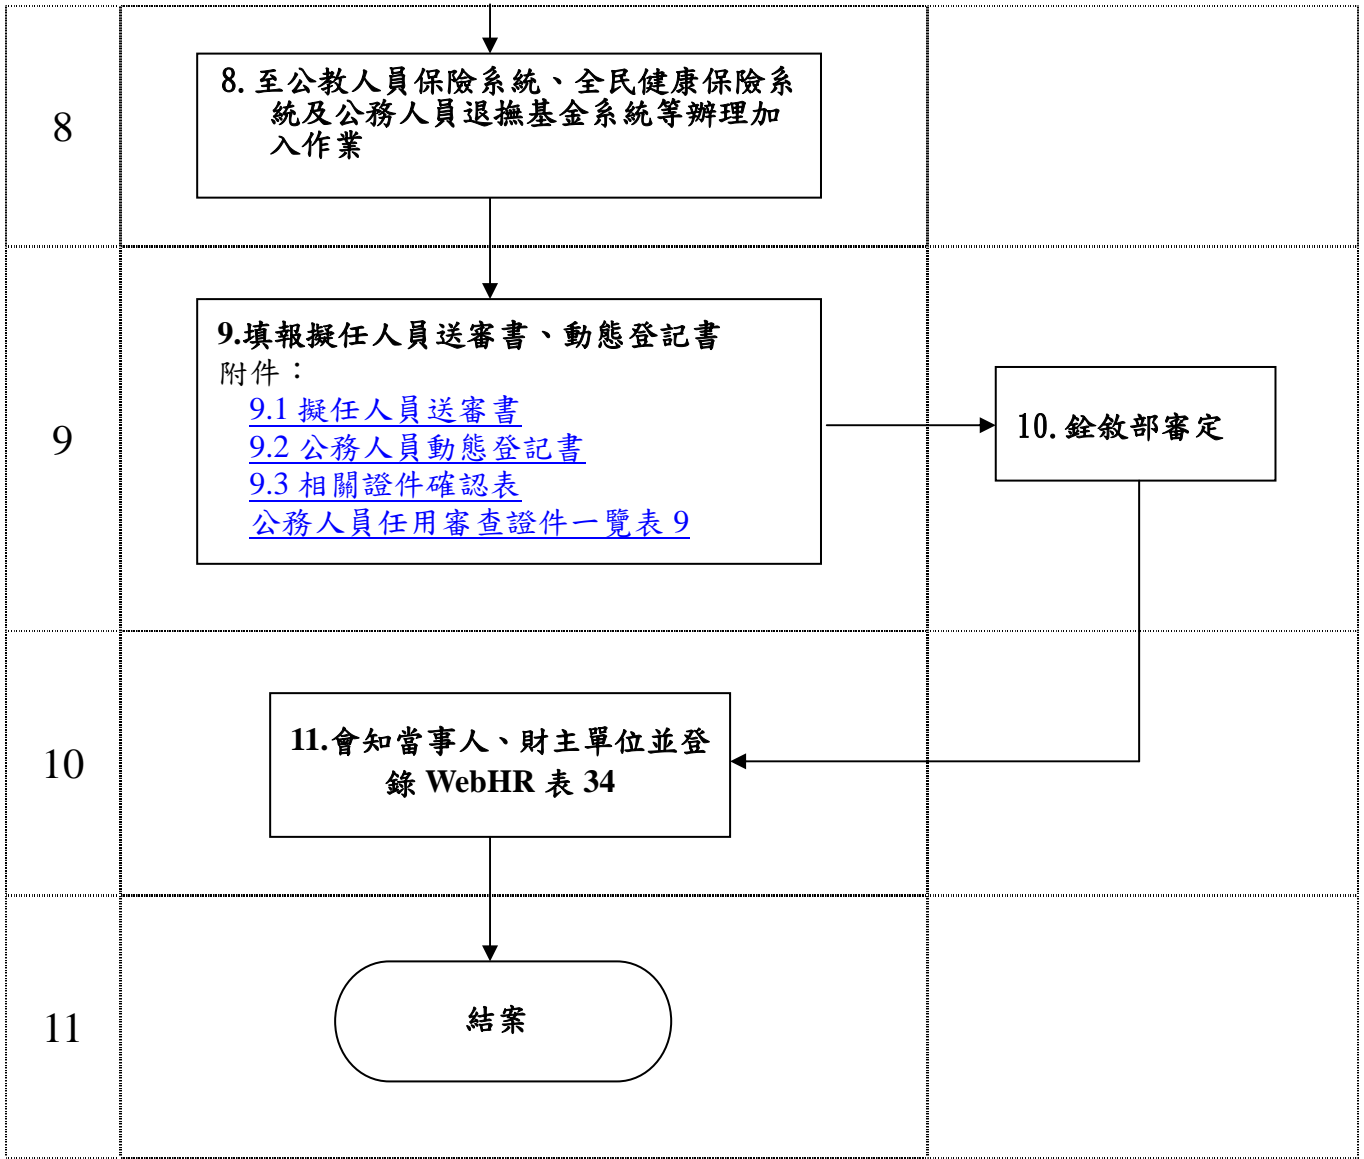 8
8. 至公教人員保險系統、全民健康保險系
統及公務人員退撫基金系統等辦理加
入作業
9
9.填報擬任人員送審書、動態登記書
附件：
9.1 擬任人員送審書
9.2 公務人員動態登記書
9.3 相關證件確認表
公務人員任用審查證件一覽表 9
10. 銓敘部審定
10
11.會知當事人、財主單位並登
錄 WebHR 表 34
11
結案